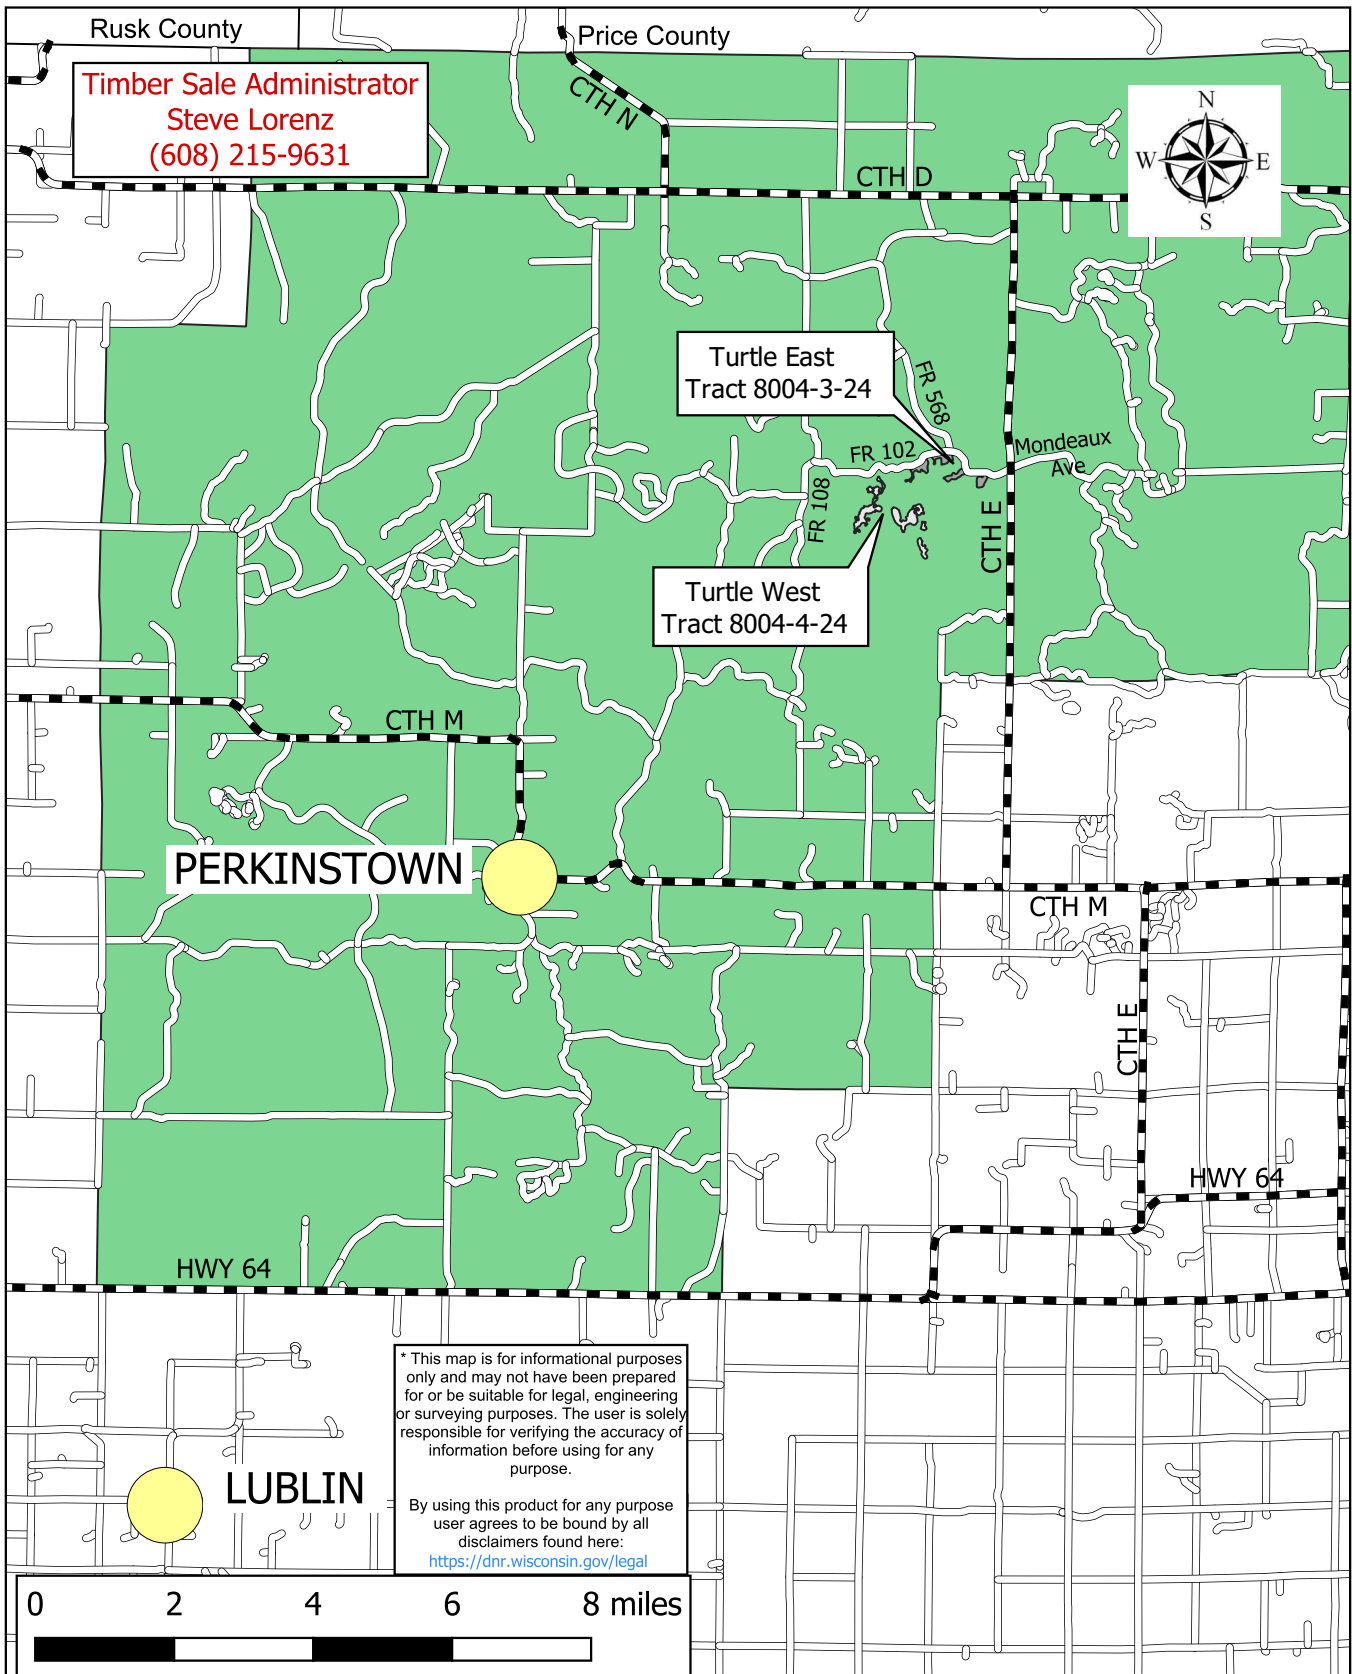 Rusk County
Price County
Timber Sale Administrator
Steve Lorenz
(608) 215-9631
CTH N
N
W
E
S
CTH D
Turtle East
Tract 8004-3-24
FR 568
FR 102
Mondeaux
Ave
FR 108
CTH E
Turtle West
Tract 8004-4-24
CTH M
PERKINSTOWN
CTH M
CTH E
HWY 64
HWY 64
* This map is for informational purposes
only and may not have been prepared
for or be suitable for legal, engineering
or surveying purposes. The user is solely
responsible for verifying the accuracy of
information before using for any
purpose.
By using this product for any purpose
user agrees to be bound by all
disclaimers found here:
https://dnr.wisconsin.gov/legal
LUBLIN
0 2 4 6 8 miles